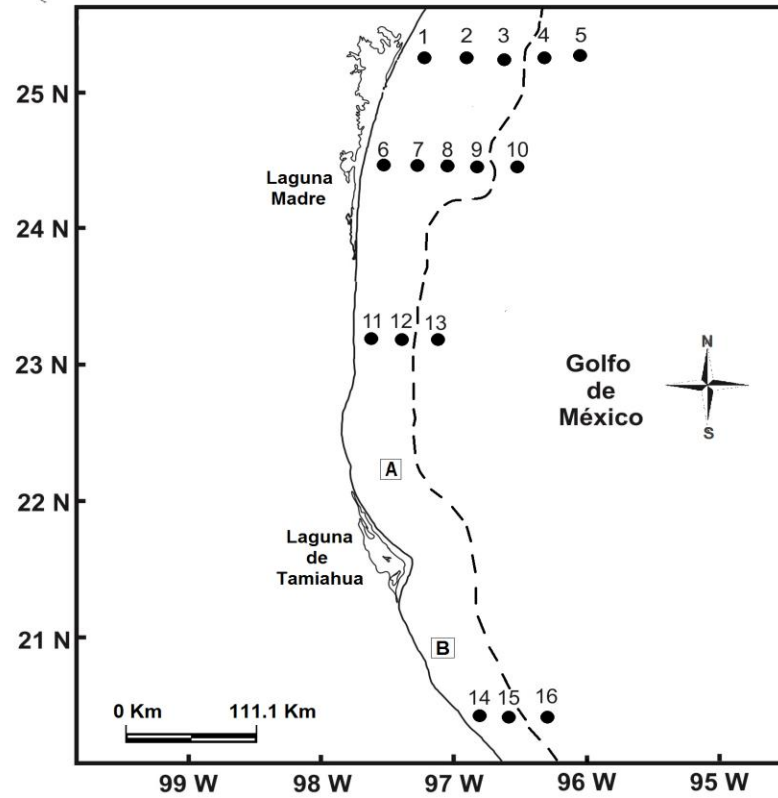 1 2 3 4 5
25 N
6 7 8 9 10
Laguna
Madre
24 N
11 12 13
23 N
Golfo
de
México
N
S
A
22 N
Laguna
de
Tamiahua
21 N
B
14 15 16
0 Km 111.1 Km
99 W 98 W 97 W 96 W 95 W